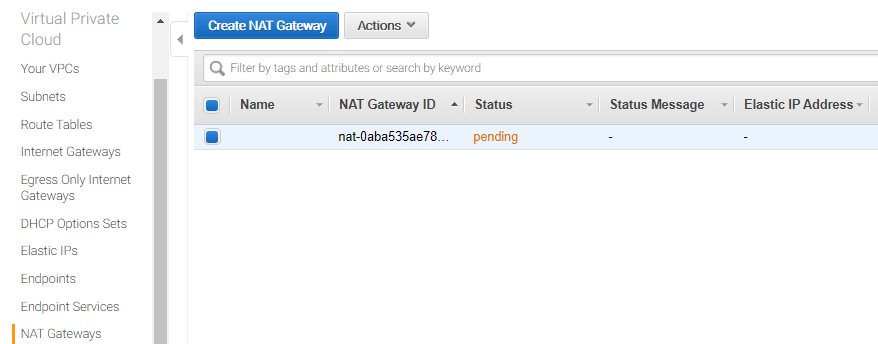 Virtual Private
Cloud
Your VPCs
Subnets
Route Tables
Internet Gateways
Egress Only Internet
Gateways
DHCP Options Sets
Elastic IPs
Endpoints
Endpoint Services
NAT Gateways
Create NAT Gateway Actions
Filter by tags and attributes or search by keyword
Name NAT Gateway ID Status Status Message Elastic IP Address
nat-0aba535ae78... pending - -